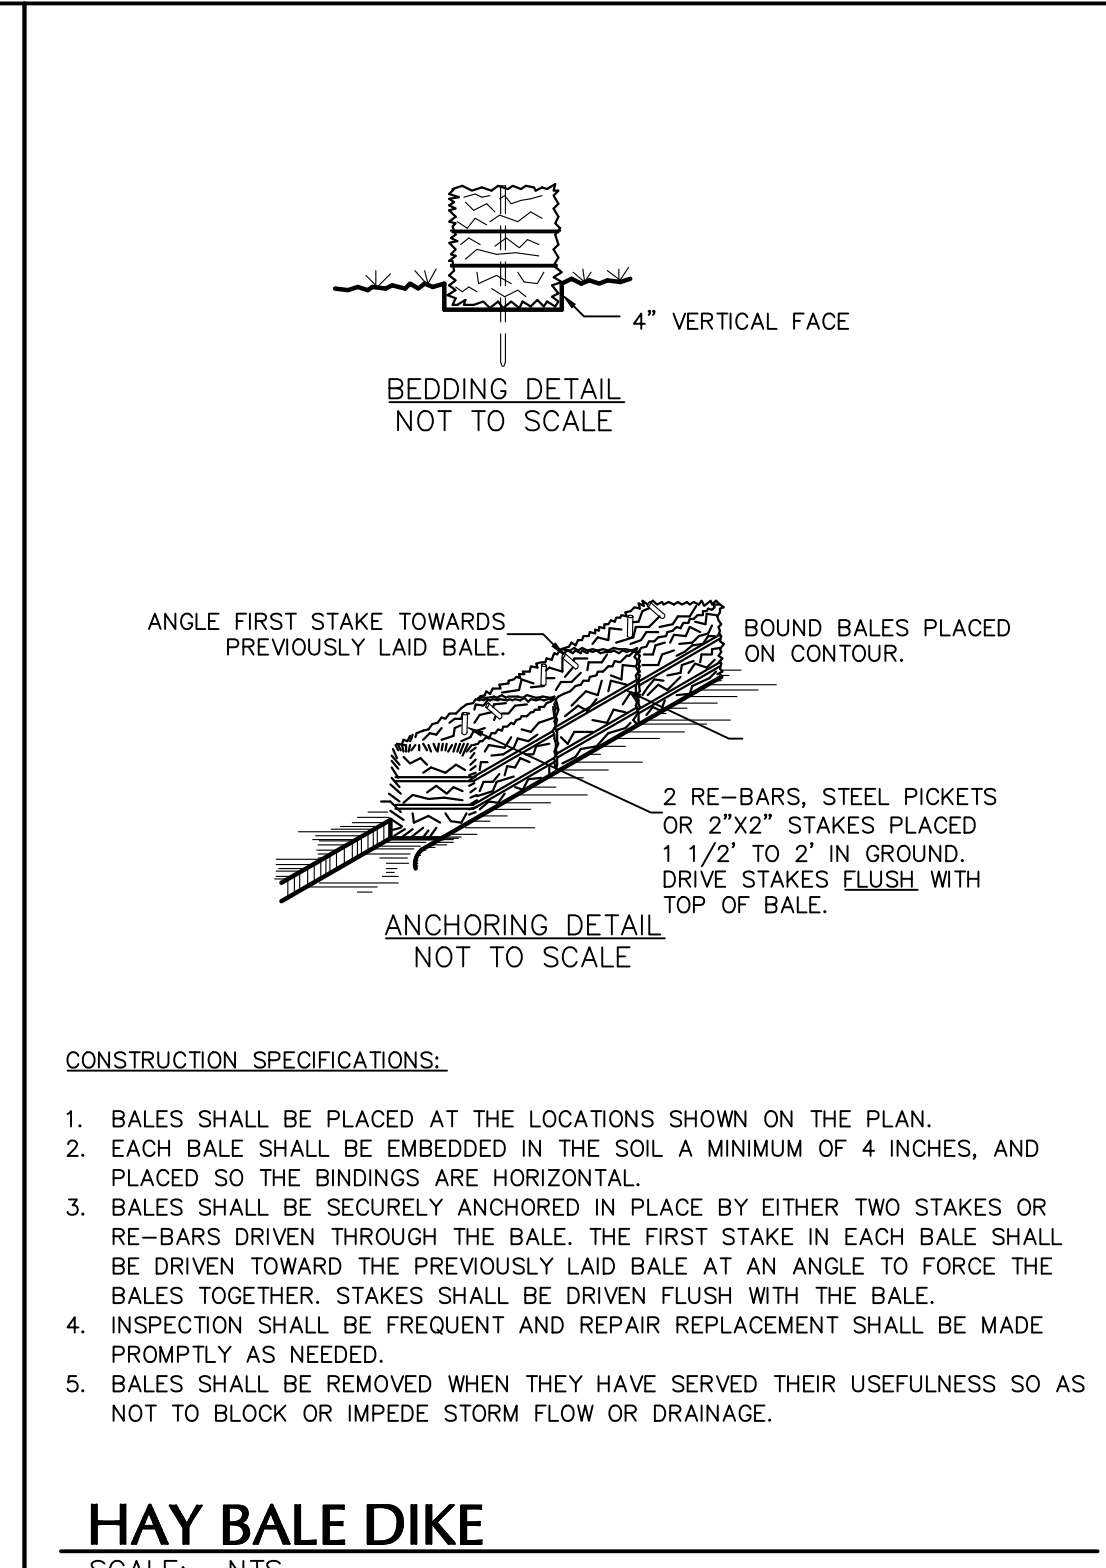 4" VERTICAL FACE
BEDDING DETAIL
NOT TO SCALE
ANGLE FIRST STAKE TOWARDS
PREVIOUSLY LAID BALE.
BOUND BALES PLACED
ON CONTOUR.
2 RE-BARS, STEEL PICKETS
OR 2"X2" STAKES PLACED
1 1/2' TO 2' IN GROUND.
DRIVE STAKES FLUSH WITH
TOP OF BALE.
ANCHORING DETAIL
NOT TO SCALE
CONSTRUCTION SPECIFICATIONS:
1. BALES SHALL BE PLACED AT THE LOCATIONS SHOWN ON THE PLAN.
2. EACH BALE SHALL BE EMBEDDED IN THE SOIL A MINIMUM OF 4 INCHES, AND
PLACED SO THE BINDINGS ARE HORIZONTAL.
3. BALES SHALL BE SECURELY ANCHORED IN PLACE BY EITHER TWO STAKES OR
RE-BARS DRIVEN THROUGH THE BALE. THE FIRST STAKE IN EACH BALE SHALL
BE DRIVEN TOWARD THE PREVIOUSLY LAID BALE AT AN ANGLE TO FORCE THE
BALES TOGETHER. STAKES SHALL BE DRIVEN FLUSH WITH THE BALE.
4. INSPECTION SHALL BE FREQUENT AND REPAIR REPLACEMENT SHALL BE MADE
PROMPTLY AS NEEDED.
5. BALES SHALL BE REMOVED WHEN THEY HAVE SERVED THEIR USEFULNESS SO AS
NOT TO BLOCK OR IMPEDE STORM FLOW OR DRAINAGE.
HAY BALE DIKE
SCALE: NTS